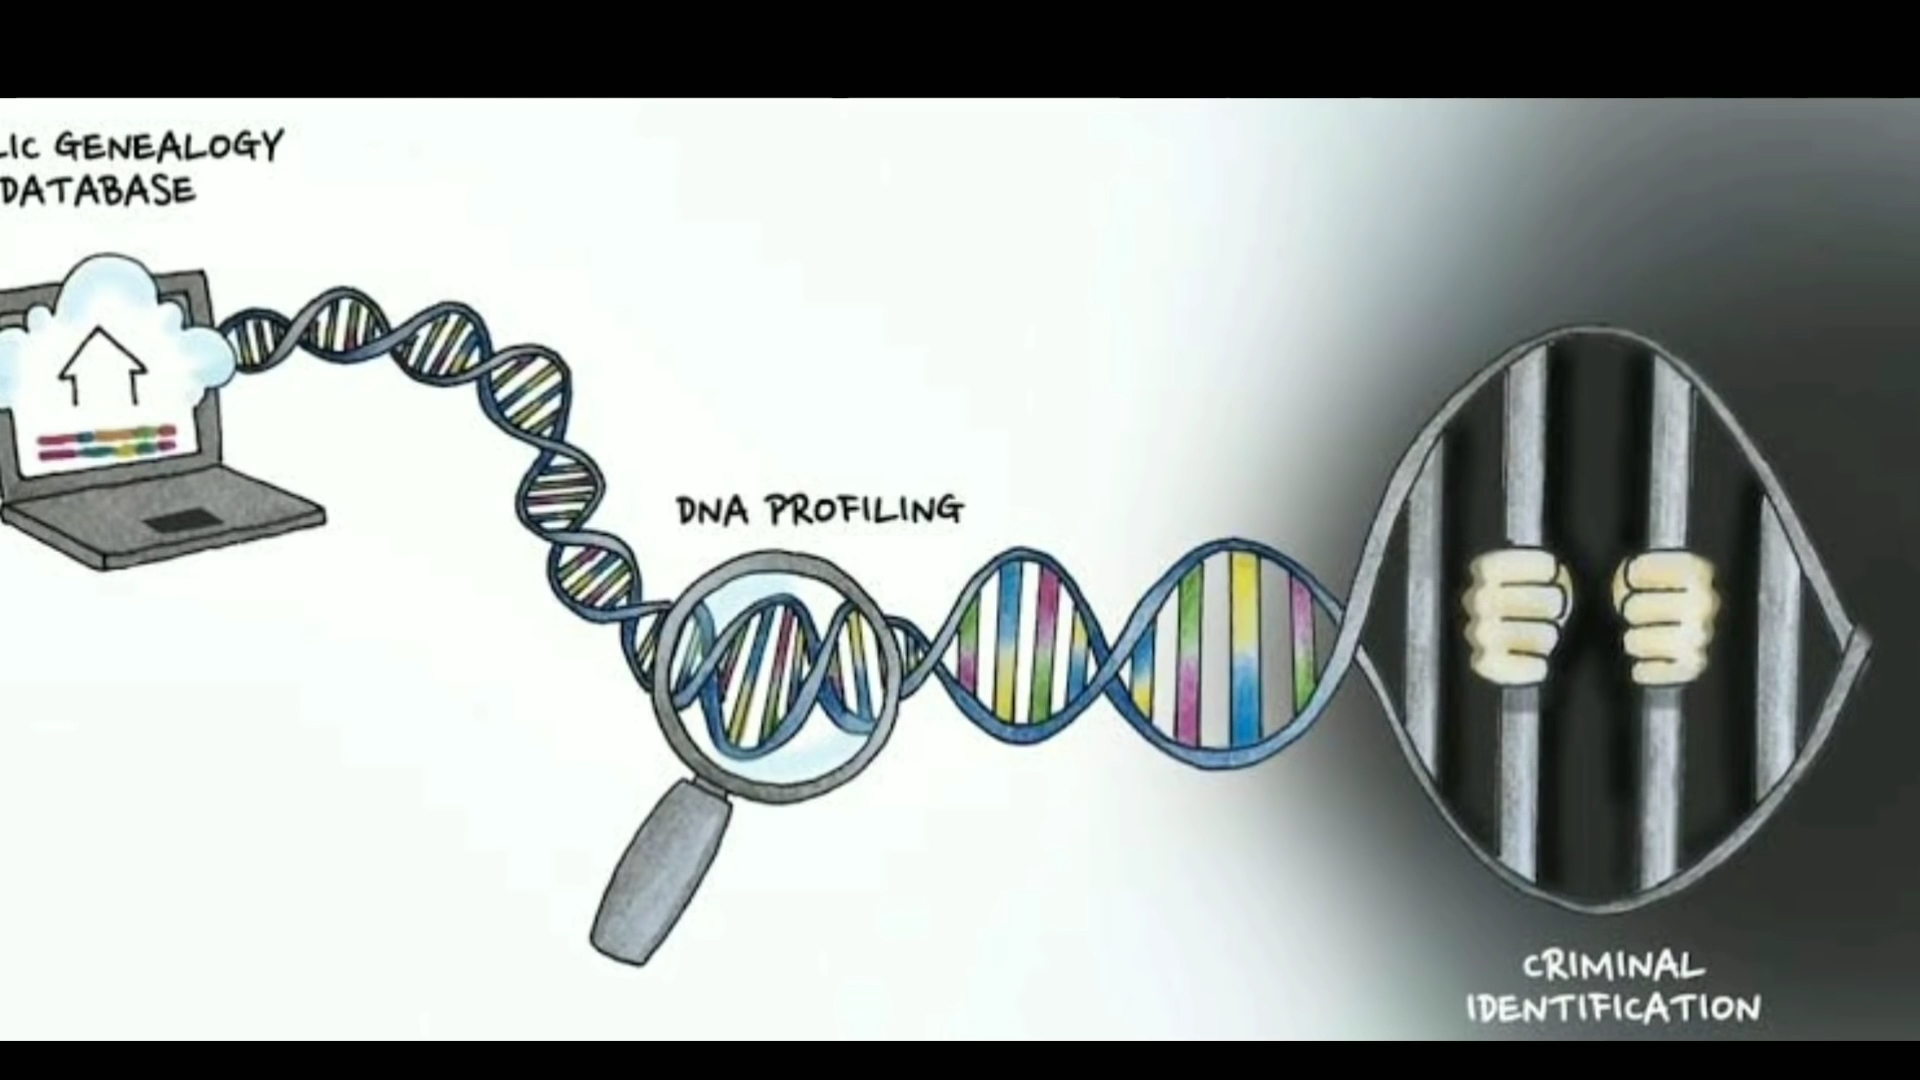 LIC GENEALOGY
DATABASE
DNA PROFILING
CRIMINAL
IDENTIFICATION